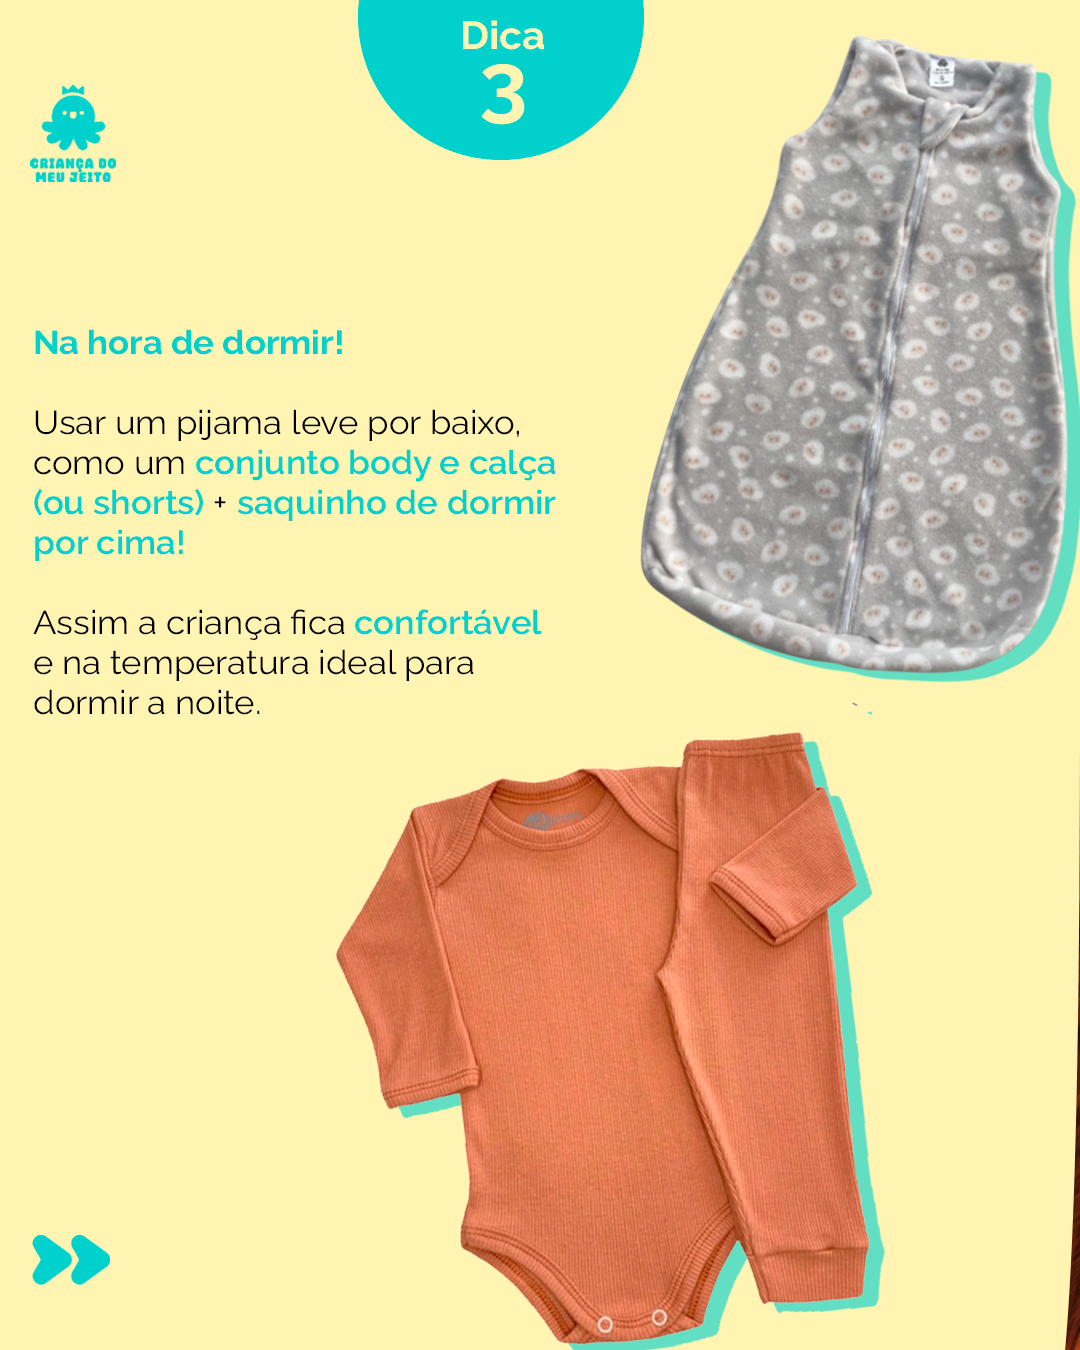 Dica
3
CRIANÇA DO
MEU JEITO
Na hora de dormir!
Usar um pijama leve por baixo,
como um conjunto body e calça
(ou shorts) + saquinho de dormir
por cima!
Assim a criança fica confortável
e na temperatura ideal para
dormir a noite.